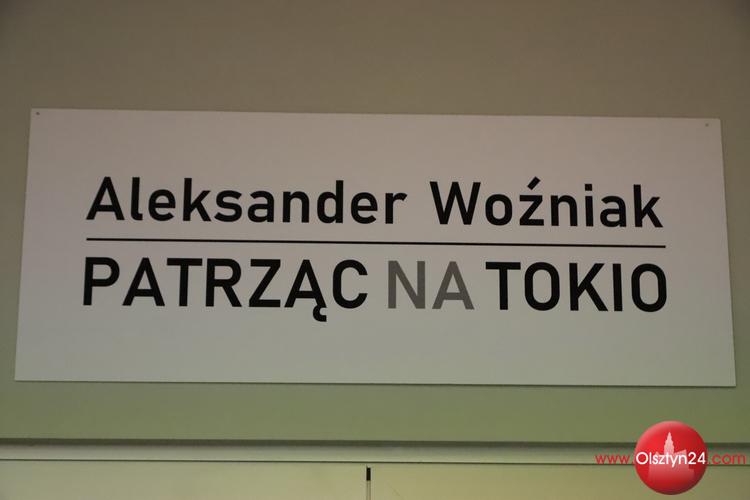 Aleksander Woźniak
PATRZĄC NA TOKIO
www.Olsztyn24.com